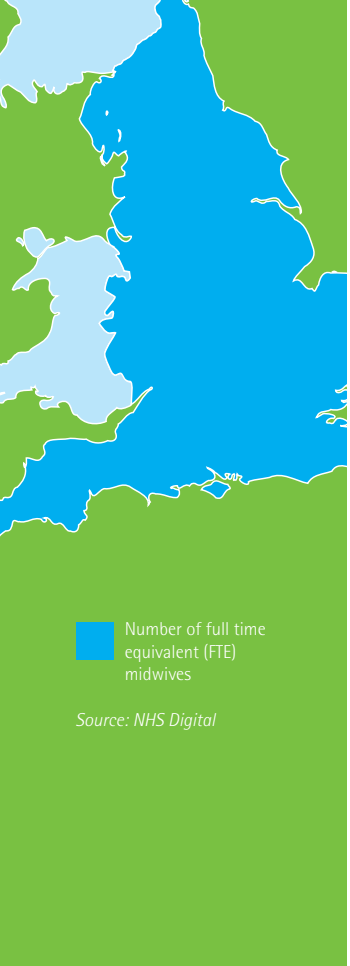 Number of full time
equivalent (FTE)
midwives
Source: NHS Digital